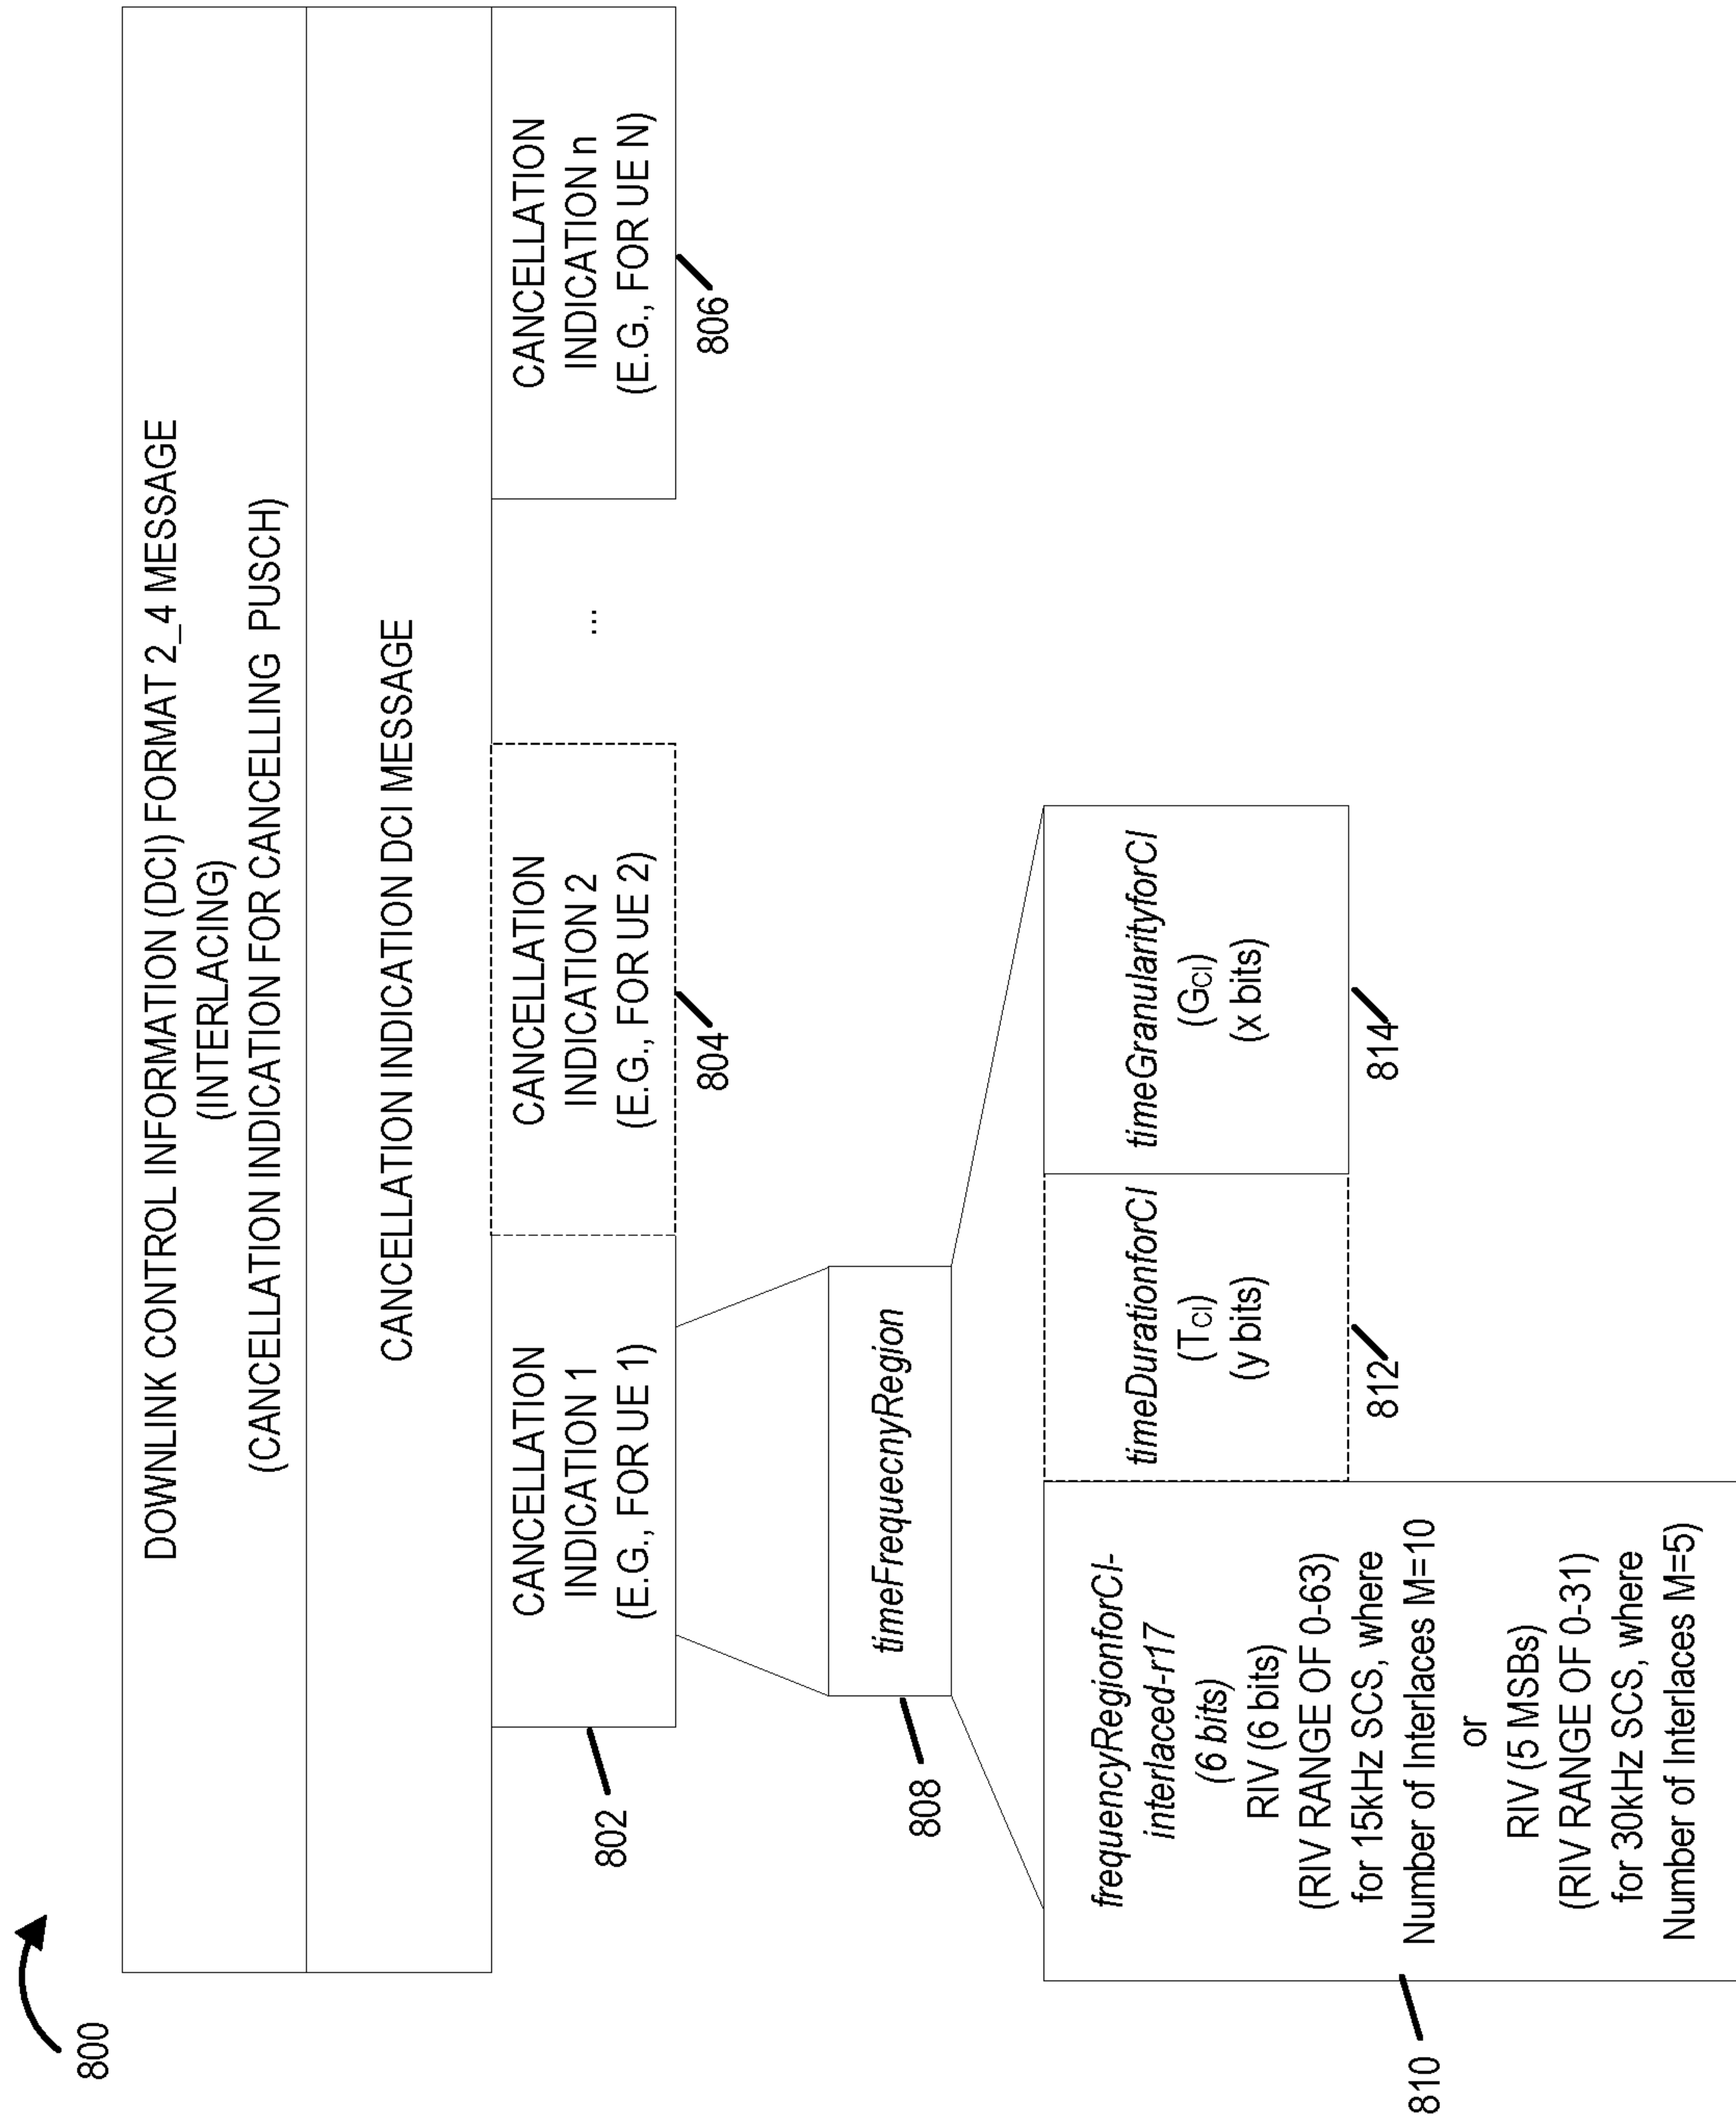 800
DOWNLINK CONTROL INFORMATION (DCI) FORMAT 2_4 MESSAGE
(INTERLACING)
(CANCELLATION INDICATION FOR CANCELLING PUSCH)
CANCELLATION INDICATION DCI MESSAGE
CANCELLATION
INDICATION 1
(E.G., FOR UE 1)
802
CANCELLATION
INDICATION 2
(E.G., FOR UE 2)
804
...
CANCELLATION
INDICATION n
(E.G., FOR UE N)
806
timeFrequecnyRegion
808
frequencyRegionforCI-
interlaced-r17
(6 bits)
RIV (6 bits)
(RIV RANGE OF 0-63)
for 15kHz SCS, where
Number of Interlaces M=10
or
RIV (5 MSBs)
(RIV RANGE OF 0-31)
for 30kHz SCS, where
Number of Interlaces M=5)
810
timeDurationforCI
(TCI)
(y bits)
812
timeGranularityforCI
(GCI)
(x bits)
814